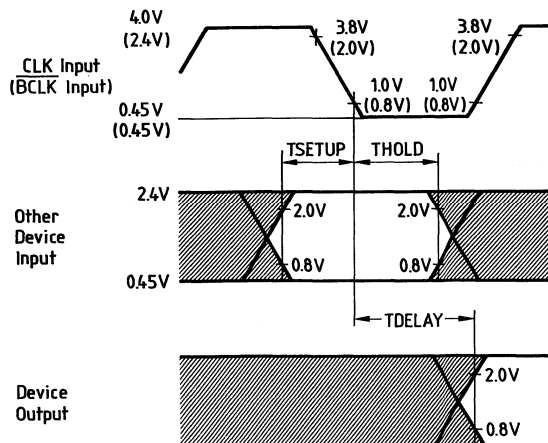 4.0V
(2.4V)
CLK Input
(BCLK Input)
0.45V
(0.45V)
3.8V
(2.0V)
1.0V
(0.8V)
1.0V
(0.8V)
3.8V
(2.0V)
TSETUP
THOLD
2.4V
Other
Device
Input
0.45V
2.0V
0.8V
2.0V
0.8V
TDELAY
Device
Output
2.0V
0.8V